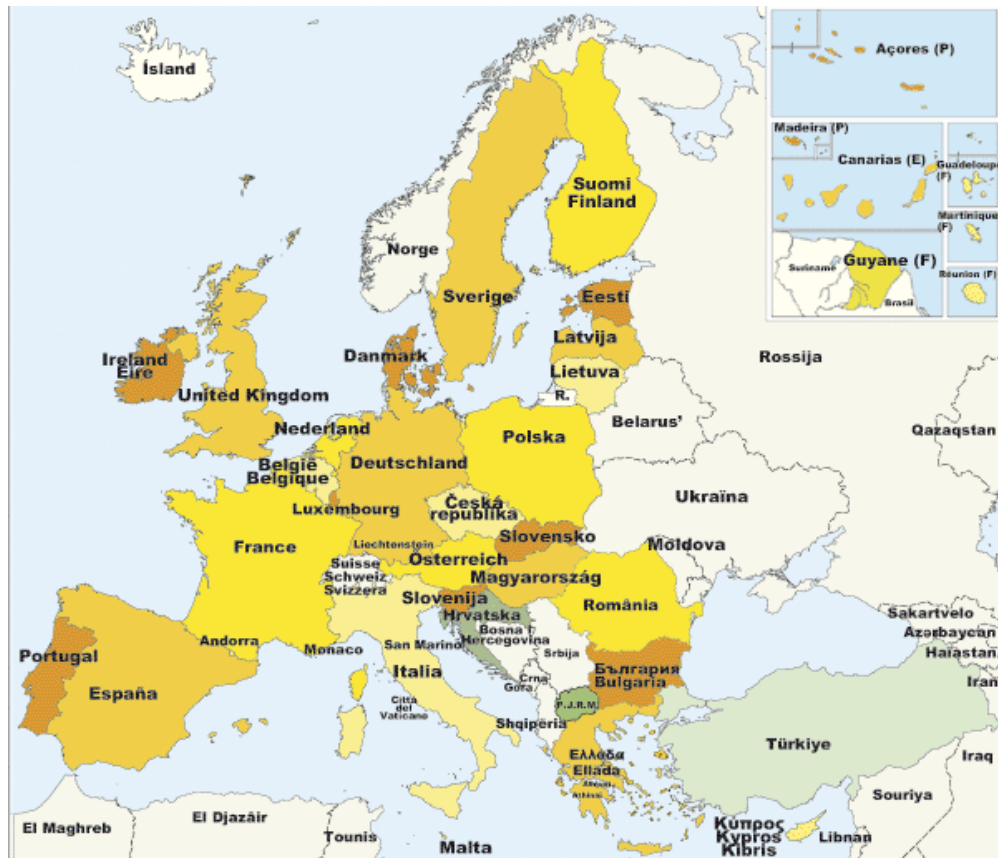 Ísland
Açores (P)
Madeira (P)
Canarias (E)
Guadeloupe
(F)
Martinique
(F)
Guyane (F)
Suriname
Brasil
Réunion (F)
Suomi
Finland
Norge
Sverige
Eesti
Latvija
Lietuva
R.
Rossija
Danmark
Ireland
Éire
United Kingdom
Nederland
België
Belgique
Deutschland
Polska
Belarus'
Qazaqstan
Luxembourg
Česká
republika
Ukraïna
Slovensko
Moldova
France
Liechtenstein
Österreich
Suisse
Schweiz
Svizzera
Magyarország
Slovenija
România
Hrvatska
Sakartvelo
Azərbaycan
Haïastan
Iran
Andorra
Monaco
San Marino
Bosna i
Hercegovina
Srbija
Portugal
España
Italia
Crna
Gora
България
Bulgaria
Città
del
Vaticano
P.J.R.M.
Shqipëria
Türkiye
Iraq
Ελλάδα
Ellada
Athinai
Souriya
El Maghreb
El Djazâir
Tounis
Malta
Κύπρος
Kypros
Kibris
Libnan